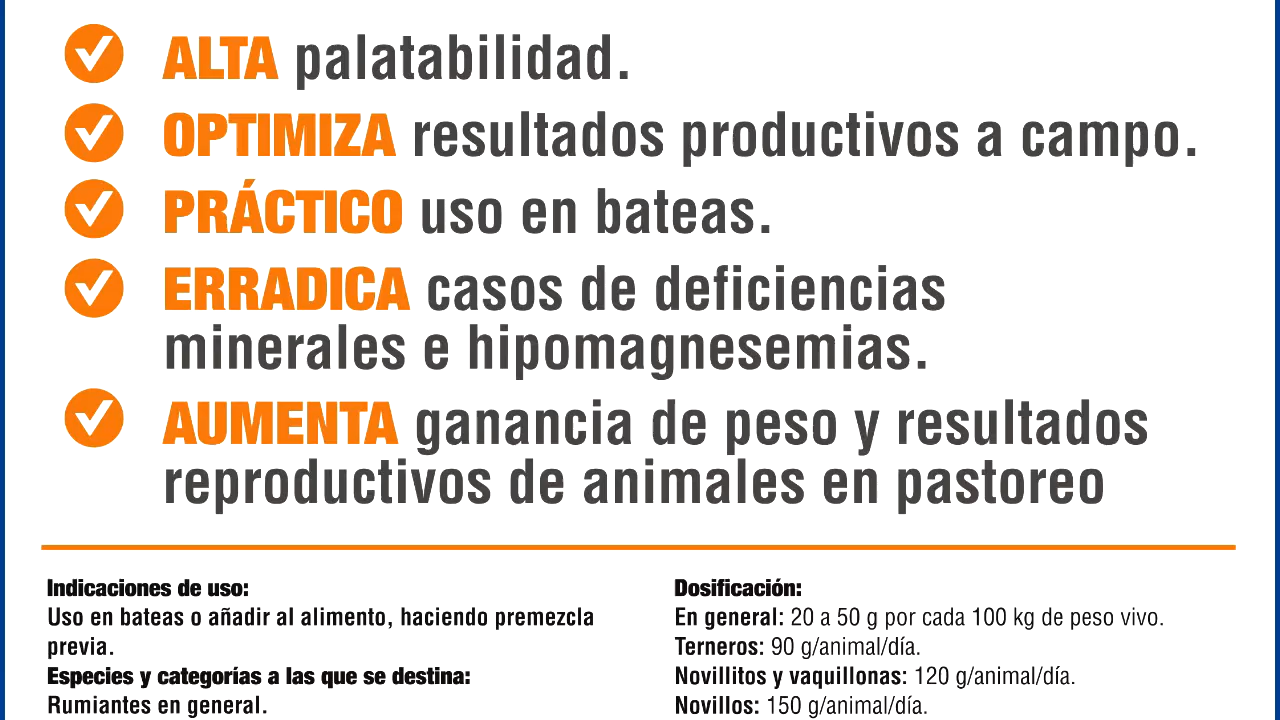 ALTA palatabilidad.
OPTIMIZA resultados productivos a campo.
PRÁCTICO uso en bateas.
ERRADICA casos de deficiencias
minerales e hipomagnesemias.
AUMENTA ganancia de peso y resultados
reproductivos de animales en pastoreo
Indicaciones de uso:
Uso en bateas o añadir al alimento, haciendo premezcla
previa.
Especies y categorías a las que se destina:
Rumiantes en general.
Dosificación:
En general: 20 a 50 g por cada 100 kg de peso vivo.
Terneros: 90 g/animal/día.
Novillitos y vaquillonas: 120 g/animal/día.
Novillos: 150 g/animal/día.